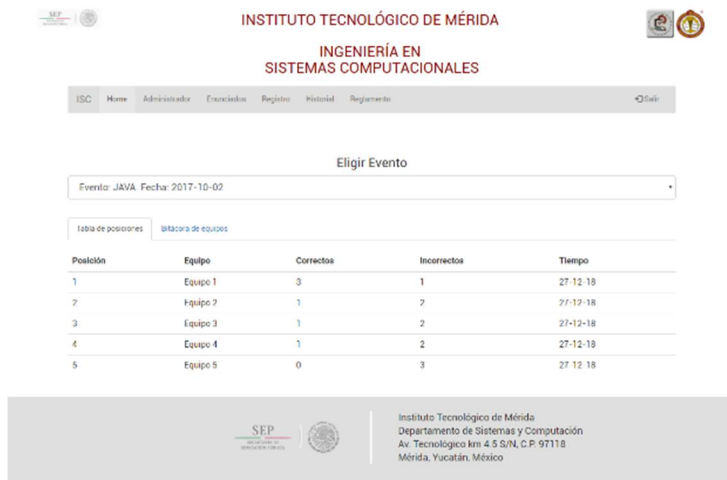 SEP
INSTITUTO TECNOLÓGICO DE MÉRIDA
INGENIERÍA EN
SISTEMAS COMPUTACIONALES
ISC Home Administrador Enunciados Registro Historial Reglamento Salir
Eligir Evento
Evento: JAVA. Fecha: 2017-10-02
Tabla de posiciones Bitácora de equipos
Posición Equipo Correctos Incorrectos Tiempo
1 Equipo 1 3 1 27-12-18
2 Equipo 2 1 2 27-12-18
3 Equipo 3 1 2 27-12-18
4 Equipo 4 1 2 27-12-18
5 Equipo 5 0 3 27-12-18
SEP
Instituto Tecnológico de Mérida
Departamento de Sistemas y Computación
Av. Tecnológico km 4.5 S/N, C.P. 97118
Mérida, Yucatán, México